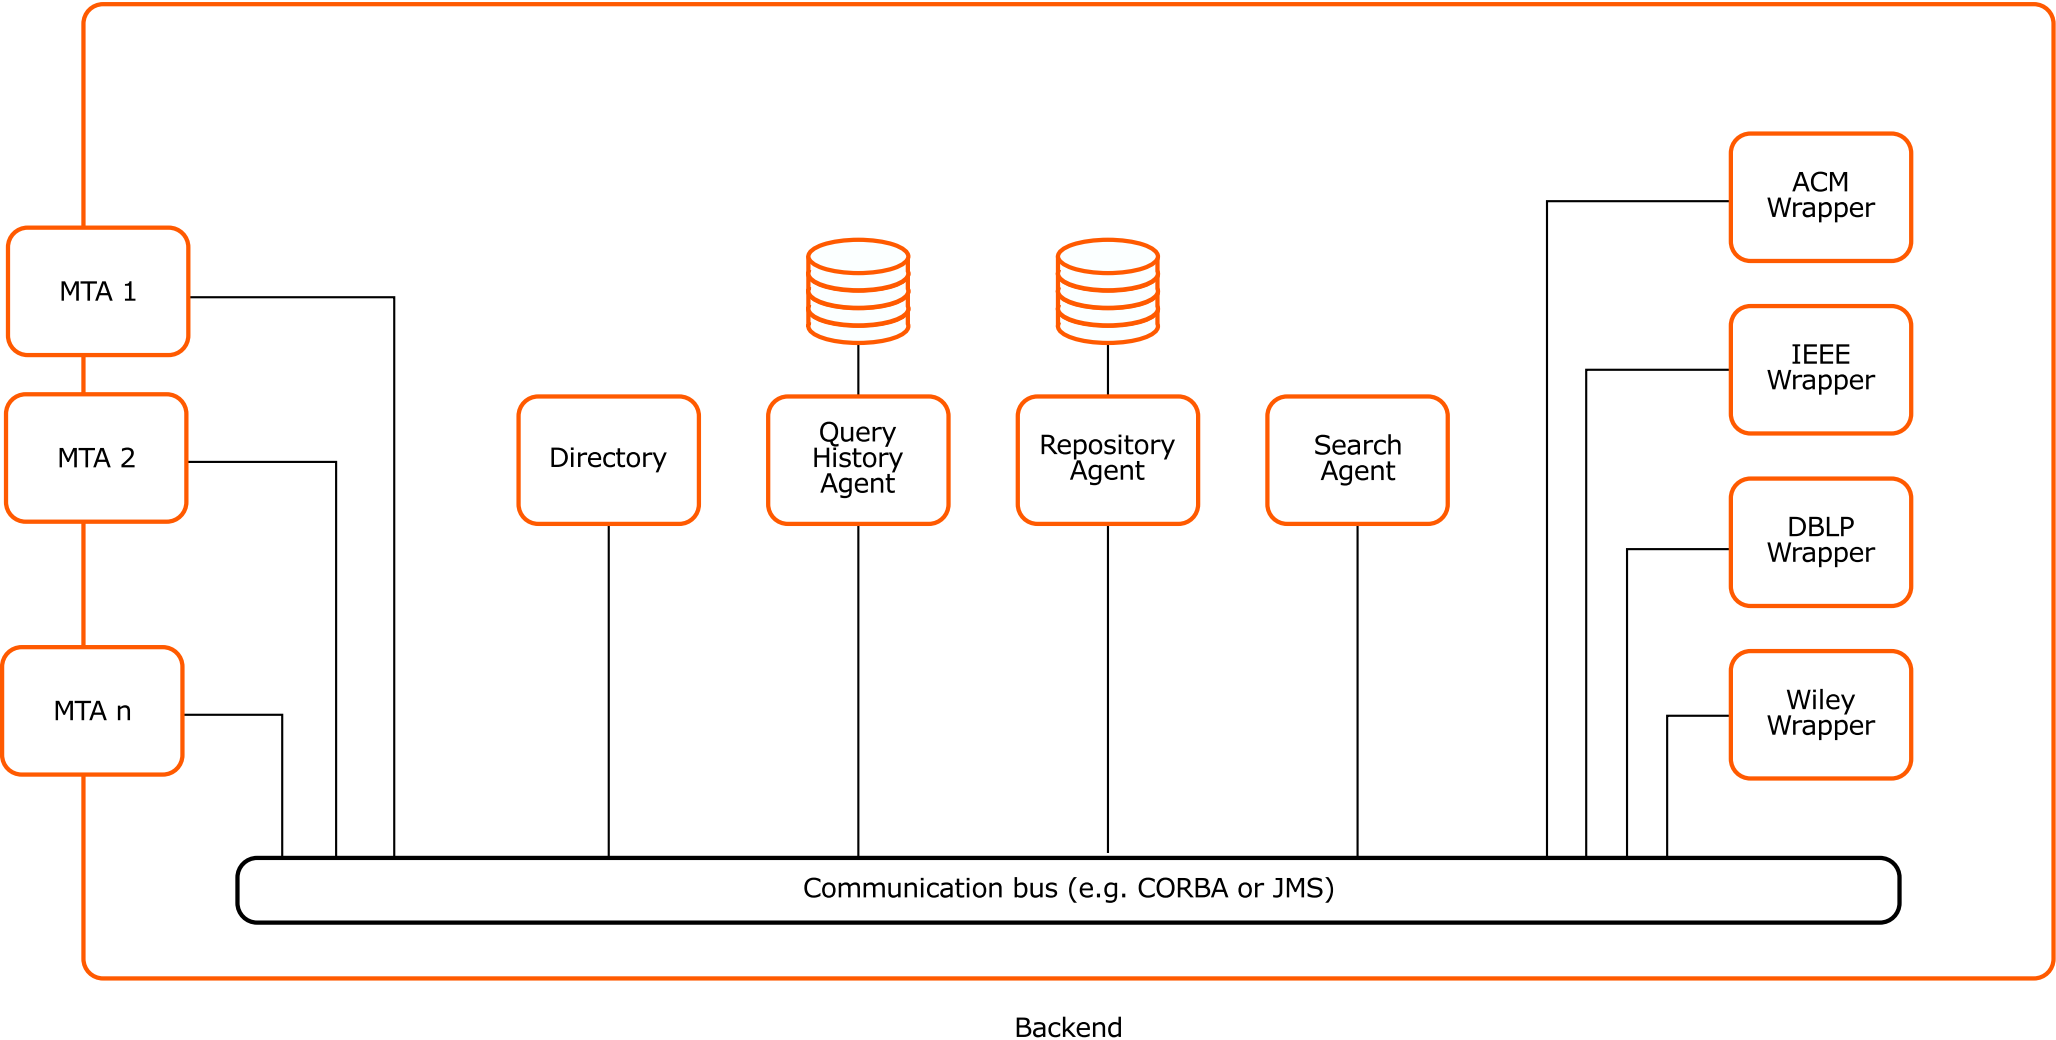 ACM
Wrapper
MTA 1
IEEE
Wrapper
MTA 2
Directory
Query
History
Agent
Repository
Agent
Search
Agent
DBLP
Wrapper
MTA n
Wiley
Wrapper
Communication bus (e.g. CORBA or JMS)
Backend